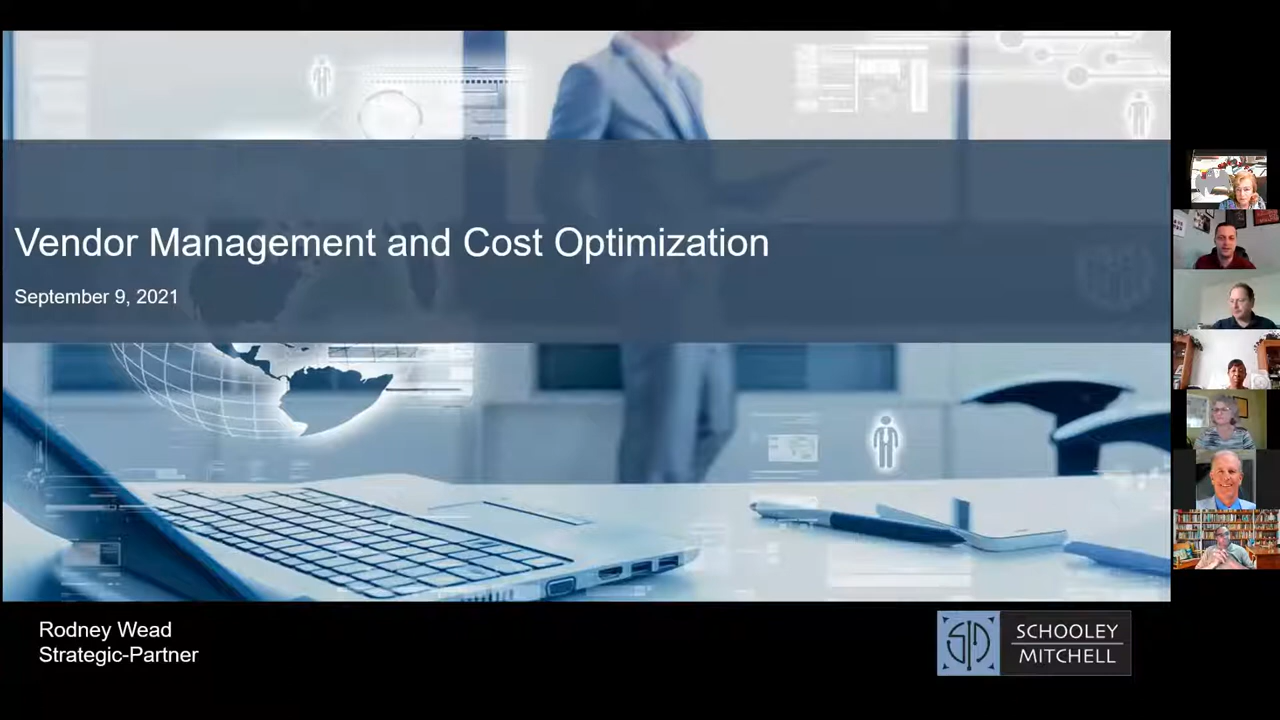 Vendor Management and Cost Optimization
September 9, 2021
Rodney Wead
Strategic-Partner
SCHOOLEY
MITCHELL